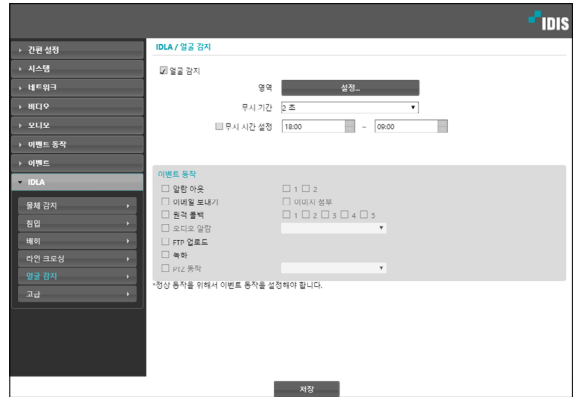 IDIS
간편 설정
IDLA / 얼굴 감지
시스템
네트워크
비디오
오디오
이벤트 동작
이벤트
IDLA
물체 감지
침입
배회
라인 크로싱
얼굴 감지
고급
얼굴 감지
영역 설정...
무시 기간 2 초
무시 시간 설정 18:00 ~ 09:00
이벤트 동작
알람 아웃 1 2
이메일 보내기 이미지 첨부
원격 콜백 1 2 3 4 5
오디오 알람
FTP 업로드
녹화
PTZ 동작
*정상 동작을 위해서 이벤트 동작을 설정해야 합니다.
저장